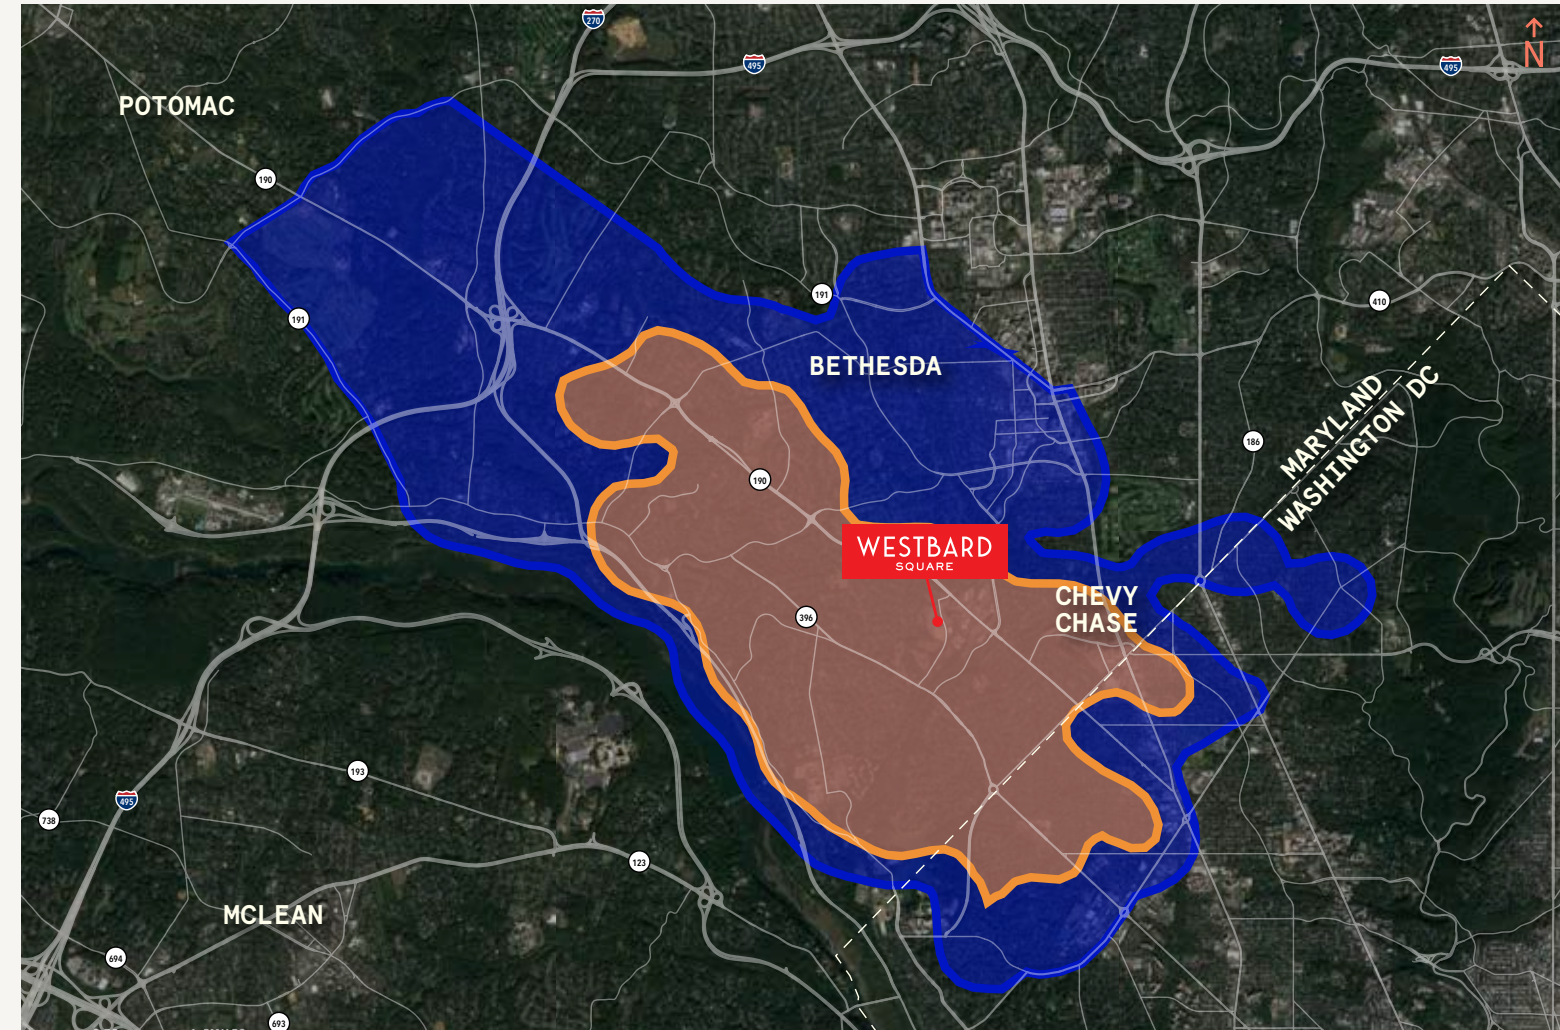 270
495
495
N
POTOMAC
190
191
191
410
BETHESDA
MARYLAND
WASHINGTON DC
186
190
WESTBARD
SQUARE
CHEVY
CHASE
396
193
495
738
123
MCLEAN
694
693